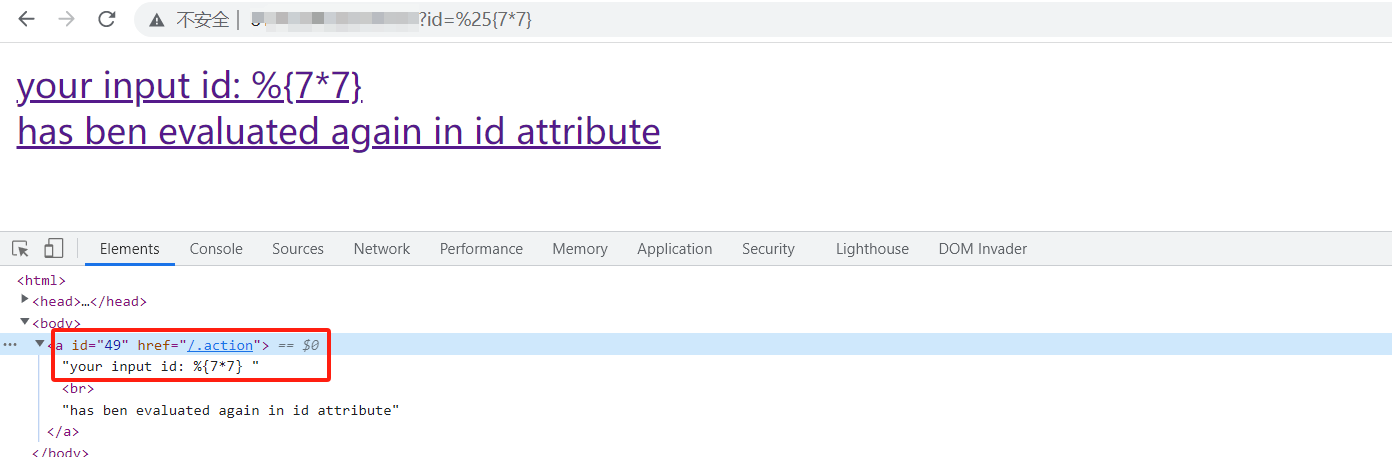 不安全 | ?id=%25{7*7}
your input id: %{7*7}
has ben evaluated again in id attribute
Elements Console Sources Network Performance Memory Application Security Lighthouse DOM Invader
<html>
<head>…</head>
<body>
<a id="49" href="/.action"> == $0
"your input id: %{7*7} "
<br>
"has ben evaluated again in id attribute"
</a>
</body>